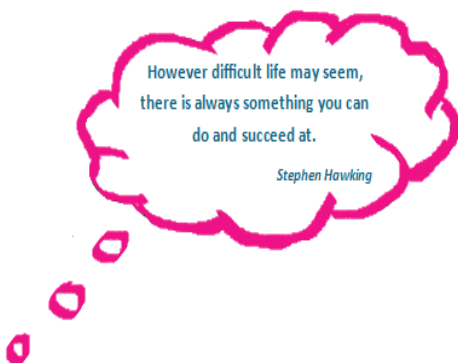 However difficult life may seem,
there is always something you can
do and succeed at.
Stephen Hawking